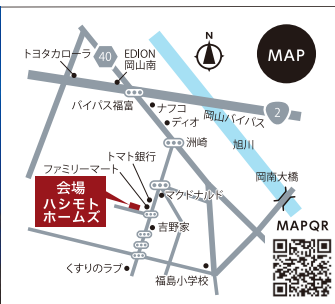 N
MAP
トヨタカローラ
40
EDION
岡山南
バイパス福富
ナフコ
岡山バイパス
2
ディオ
洲崎
旭川
トマト銀行
ファミリーマート
岡南大橋
会場
ハシモト
ホームズ
マクドナルド
吉野家
MAPQR
くすりのラブ
福島小学校